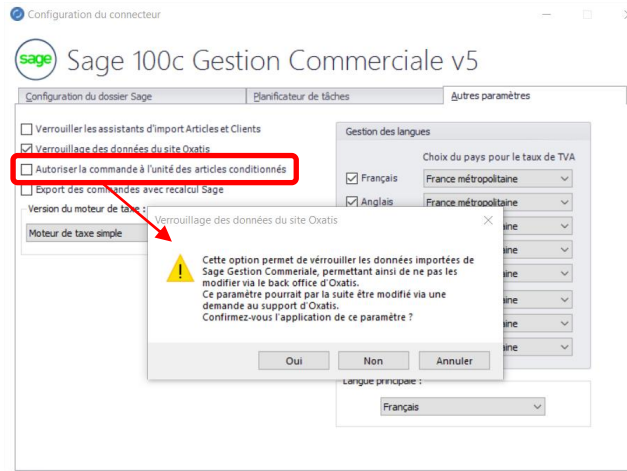 Configuration du connecteur
sage
Sage 100c Gestion Commerciale v5
Configuration du dossier Sage
Planificateur de tâches
Autres paramètres
Verrouiller les assistants d'import Articles et Clients
Verrouillage des données du site Oxatis
Autoriser la commande à l'unité des articles conditionnés
Export des commandes avec recalcul Sage
Version du moteur de taxe :
Moteur de taxe simple
Gestion des langues
Choix du pays pour le taux de TVA
Français
France métropolitaine
Anglais
France métropolitaine
Verrouillage des données du site Oxatis
Cette option permet de vérrouiller les données importées de
Sage Gestion Commeriale, permettant ainsi de ne pas les
modifier via le back office d'Oxatis.
Ce paramètre pourrait par la suite être modifié via une
demande au support d'Oxatis.
Confirmez-vous l'application de ce paramètre ?
Oui
Non
Annuler
Langue principale :
Français